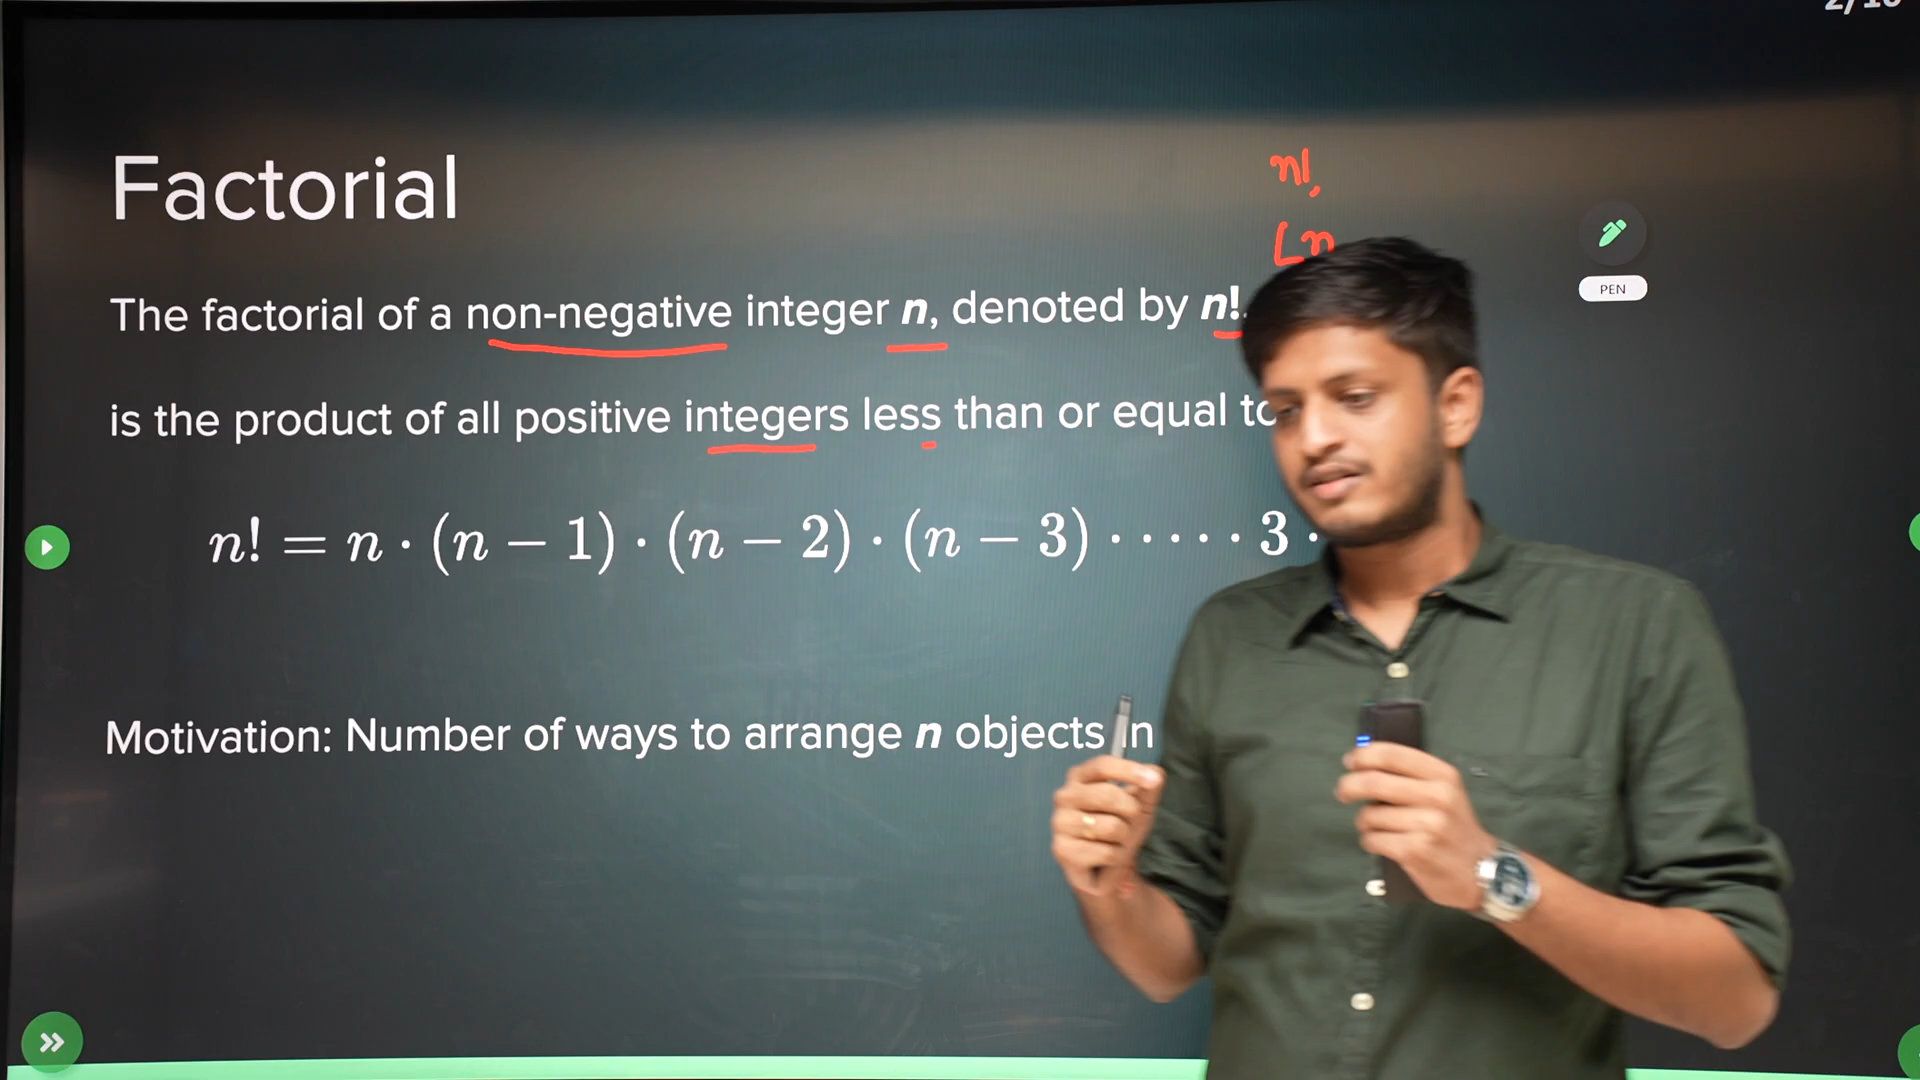 Factorial
n!,
⌊n
PEN
The factorial of a non-negative integer n, denoted by n!
is the product of all positive integers less than or equal to
n! = n · (n − 1) · (n − 2) · (n − 3) · · · · · 3 ·
Motivation: Number of ways to arrange n objects in